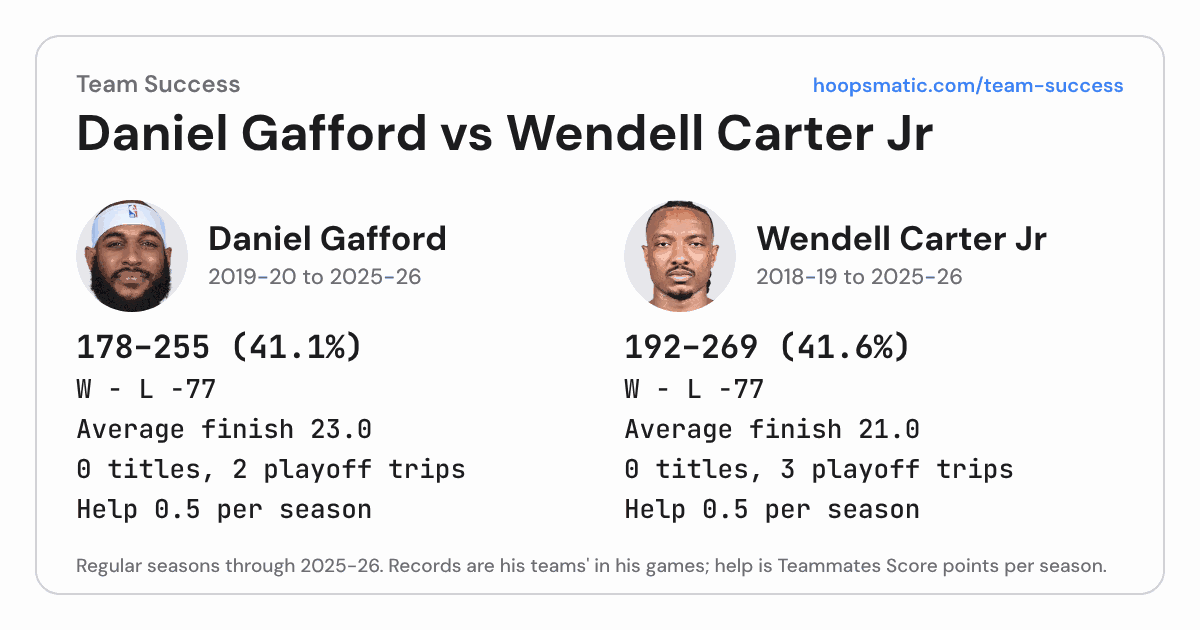 Team Success
hoopsmatic.com/team-success
Daniel Gafford vs Wendell Carter Jr
Daniel Gafford
2019-20 to 2025-26
178-255 (41.1%)
W - L -77
Average finish 23.0
0 titles, 2 playoff trips
Help 0.5 per season
Wendell Carter Jr
2018-19 to 2025-26
192-269 (41.6%)
W - L -77
Average finish 21.0
0 titles, 3 playoff trips
Help 0.5 per season
Regular seasons through 2025-26. Records are his teams' in his games; help is Teammates Score points per season.